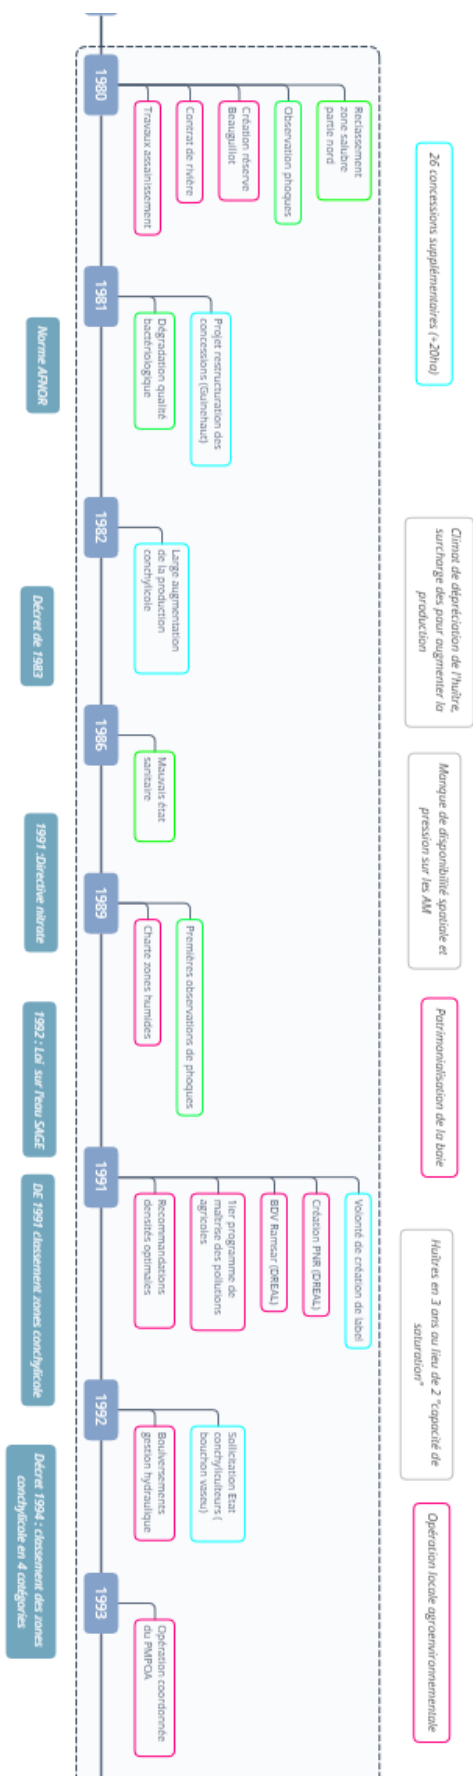 26 concessions supplémentaires (+20ha)
Climat de dépréciation de l'huître,
surcharge des paur augmenter la
production
Manque de disponibilité spatiale et
pression sur les AM
Patrimonialisation de la baie
Huîtres en 3 ans au lieu de 2 "capacité de
saturation"
Opération locale agroenvironnementale
1980
Reclassement
zone salubre
partie nord
Observation phoques
Création réserve
Beauguillot
Contrat de rivière
Travaux assainissement
1981
Projet restructuration des
concessions (Guinehaut)
Dégradation qualité
bactériologique
1982
Large augmentation
de la production
conchylicole
1986
Mauvais état
sanitaire
1989
Premières observations de phoques
Charte zones humides
1991
Volonté de création de label
Création PNR (DREAL)
BDV Ramsar (DREAL)
1ier programme de
maîtrise des pollutions
agricoles
Recommandations
densités optimales
1992
Sollicitation Etat
conchyliculteurs (
bouchon vaseu)
Boulversements
gestion hydraulique
1993
Opération coordonnée
du PMPOA
Norme AFNOR
Décret de 1983
1991 :Directive nitrate
1992 : Loi sur l'eau SAGE
DE 1991 classement zones conchylicole
Décret 1994 : classement des zones
conchylicole en 4 catégories